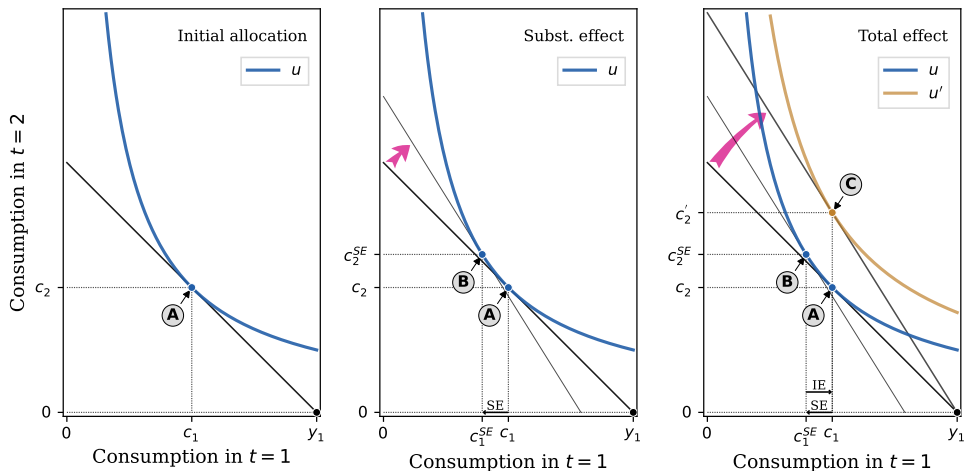 Initial allocation
u
Consumption in t = 2
c₂
0
A
0
c₁
y₁
Consumption in t = 1
Subst. effect
u
c₂^SE
c₂
0
B
A
SE
0
c₁^SE
c₁
y₁
Consumption in t = 1
Total effect
u
u'
c₂'
c₂^SE
c₂
0
C
B
A
IE
SE
0
c₁^SE
c₁
y₁
Consumption in t = 1